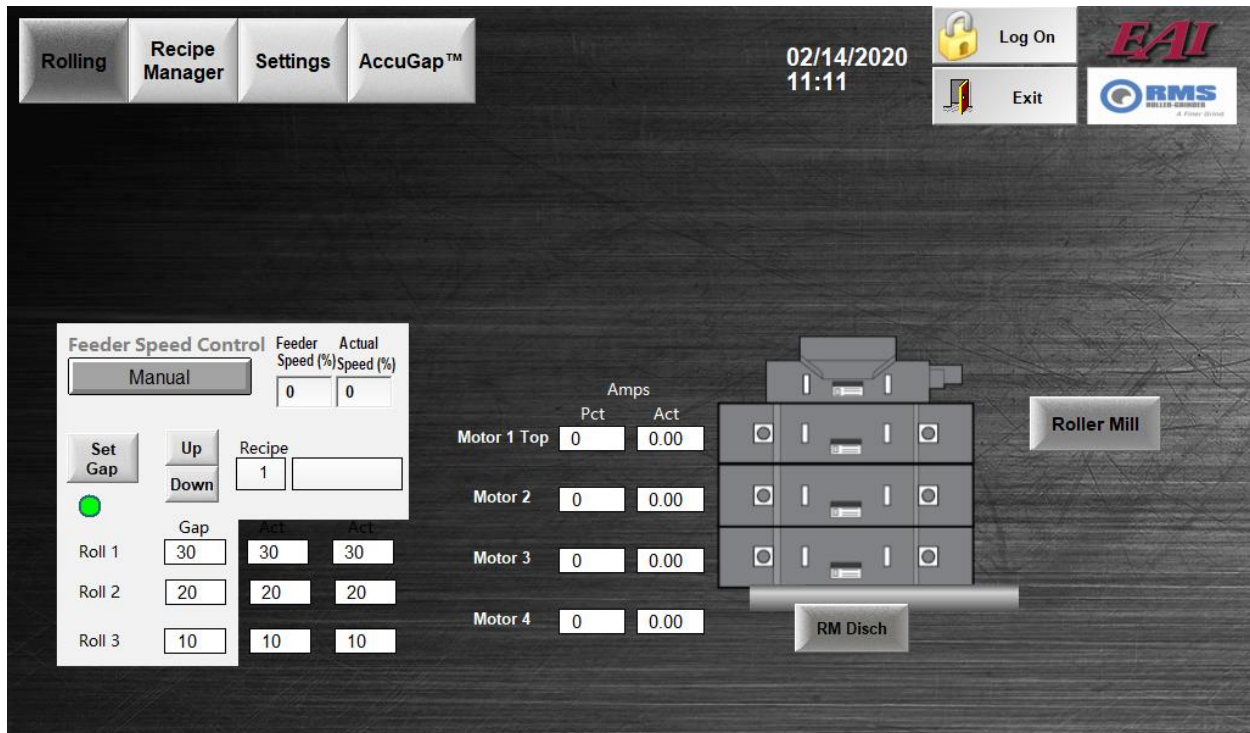 Rolling
Recipe
Manager
Settings
AccuGap™
02/14/2020
11:11
Log On
Exit
EAI
RMS
ROLLER-GRINDER
A Finer Grind
Feeder Speed Control
Manual
Feeder
Speed (%)
Actual
Speed (%)
0
0
Set
Gap
Up
Down
Recipe
1
Gap
Act
Act
Roll 1
30
30
30
Roll 2
20
20
20
Roll 3
10
10
10
Amps
Pct
Act
Motor 1 Top
0
0.00
Motor 2
0
0.00
Motor 3
0
0.00
Motor 4
0
0.00
Roller Mill
RM Disch